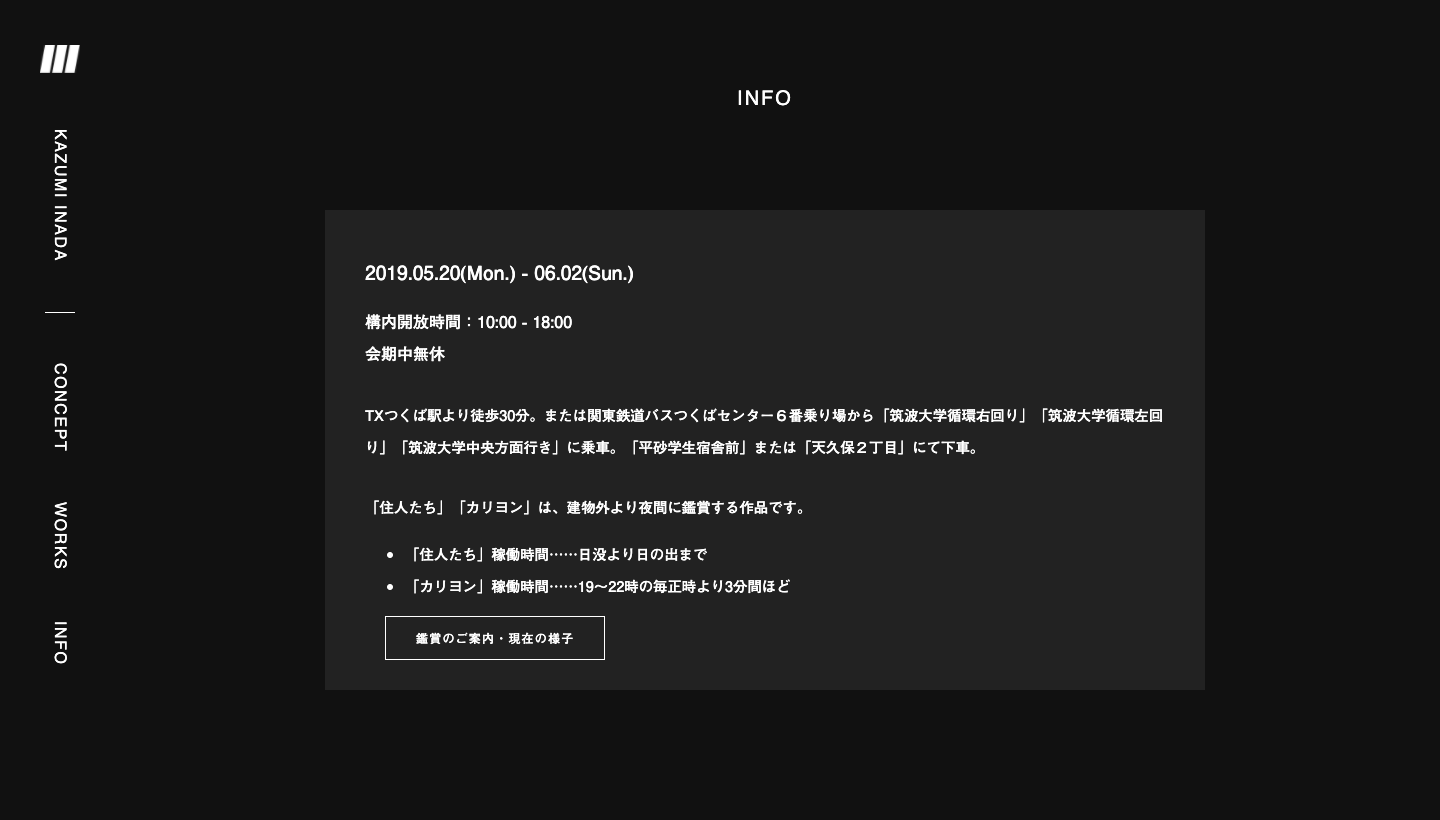 KAZUMI INADA
CONCEPT
WORKS
INFO
INFO
2019.05.20(Mon.) - 06.02(Sun.)
構内開放時間：10:00 - 18:00
会期中無休
TXつくば駅より徒歩30分。または関東鉄道バスつくばセンター６番乗り場から「筑波大学循環右回り」「筑波大学循環左回
り」「筑波大学中央方面行き」に乗車。「平砂学生宿舎前」または「天久保２丁目」にて下車。
「住人たち」「カリヨン」は、建物外より夜間に鑑賞する作品です。
● 「住人たち」稼働時間……日没より日の出まで
● 「カリヨン」稼働時間……19〜22時の毎正時より3分間ほど
鑑賞のご案内・現在の様子